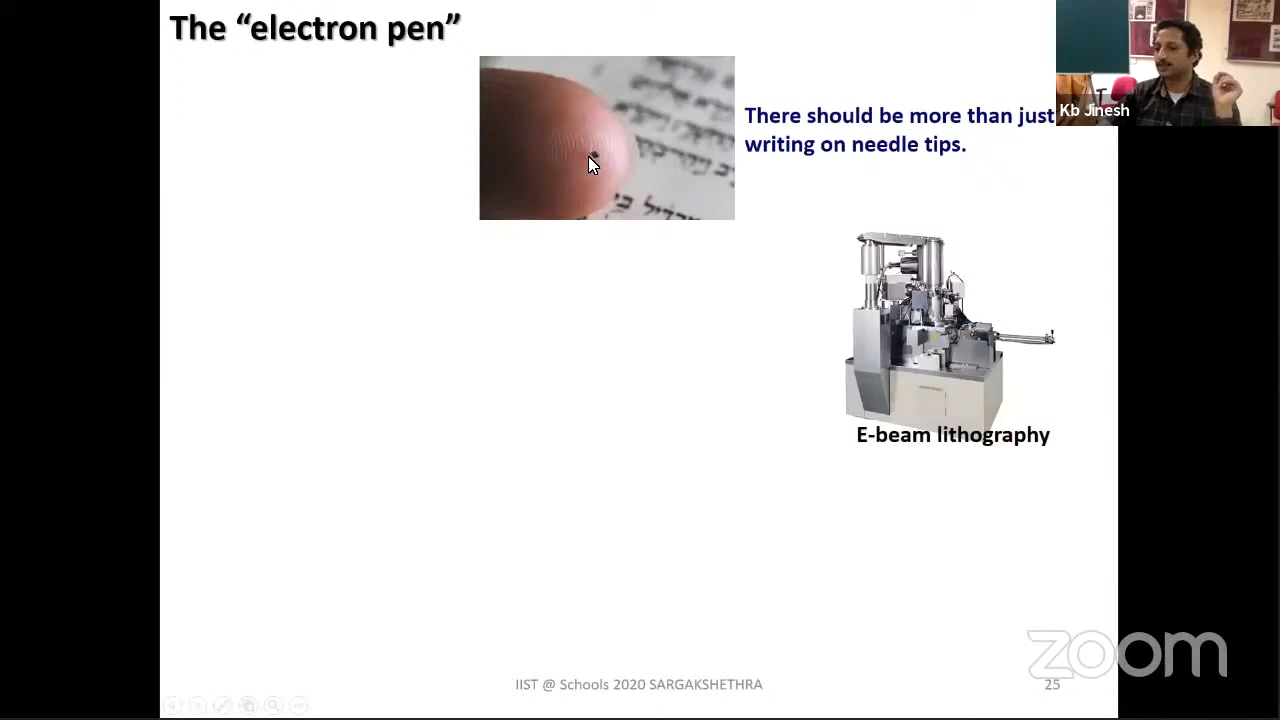 The “electron pen”
There should be more than just
writing on needle tips.
Kb Jinesh
E-beam lithography
IIST @ Schools 2020 SARGAKSHETHRA
25
zoom